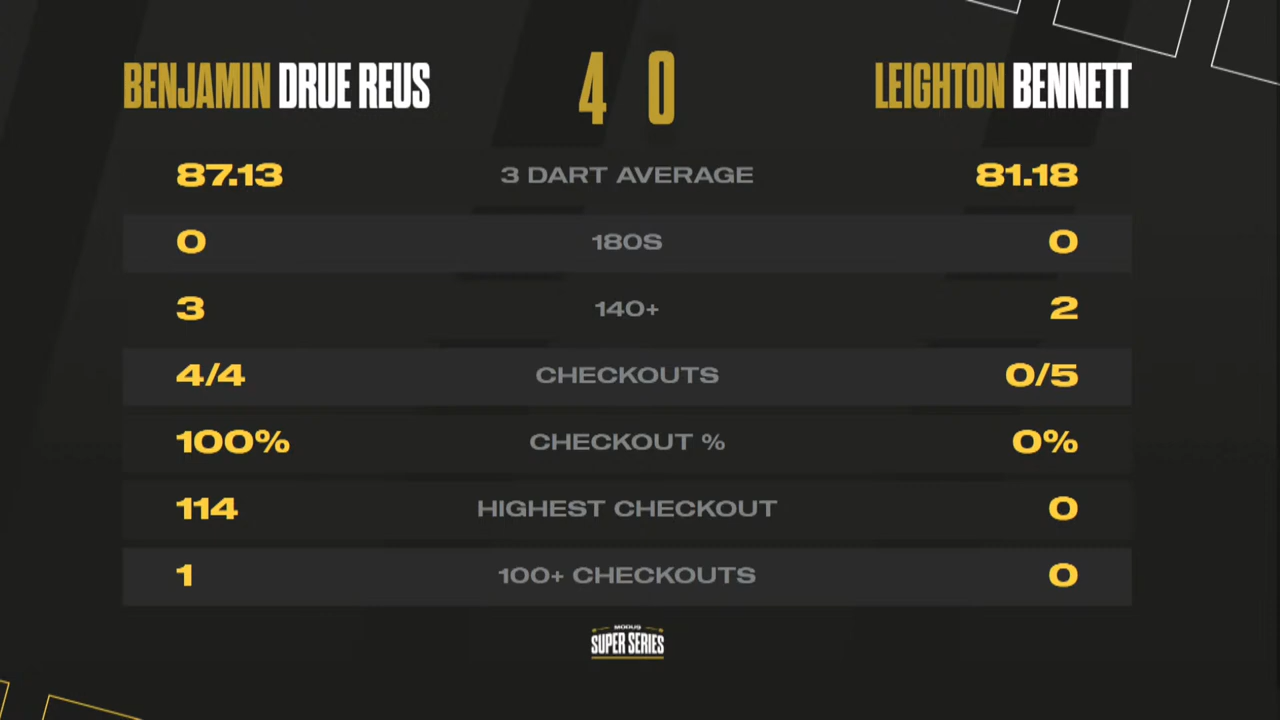 BENJAMIN DRUE REUS 4 0 LEIGHTON BENNETT
87.13 3 DART AVERAGE 81.18
0 180S 0
3 140+ 2
4/4 CHECKOUTS 0/5
100% CHECKOUT % 0%
114 HIGHEST CHECKOUT 0
1 100+ CHECKOUTS 0
MODUS
SUPER SERIES